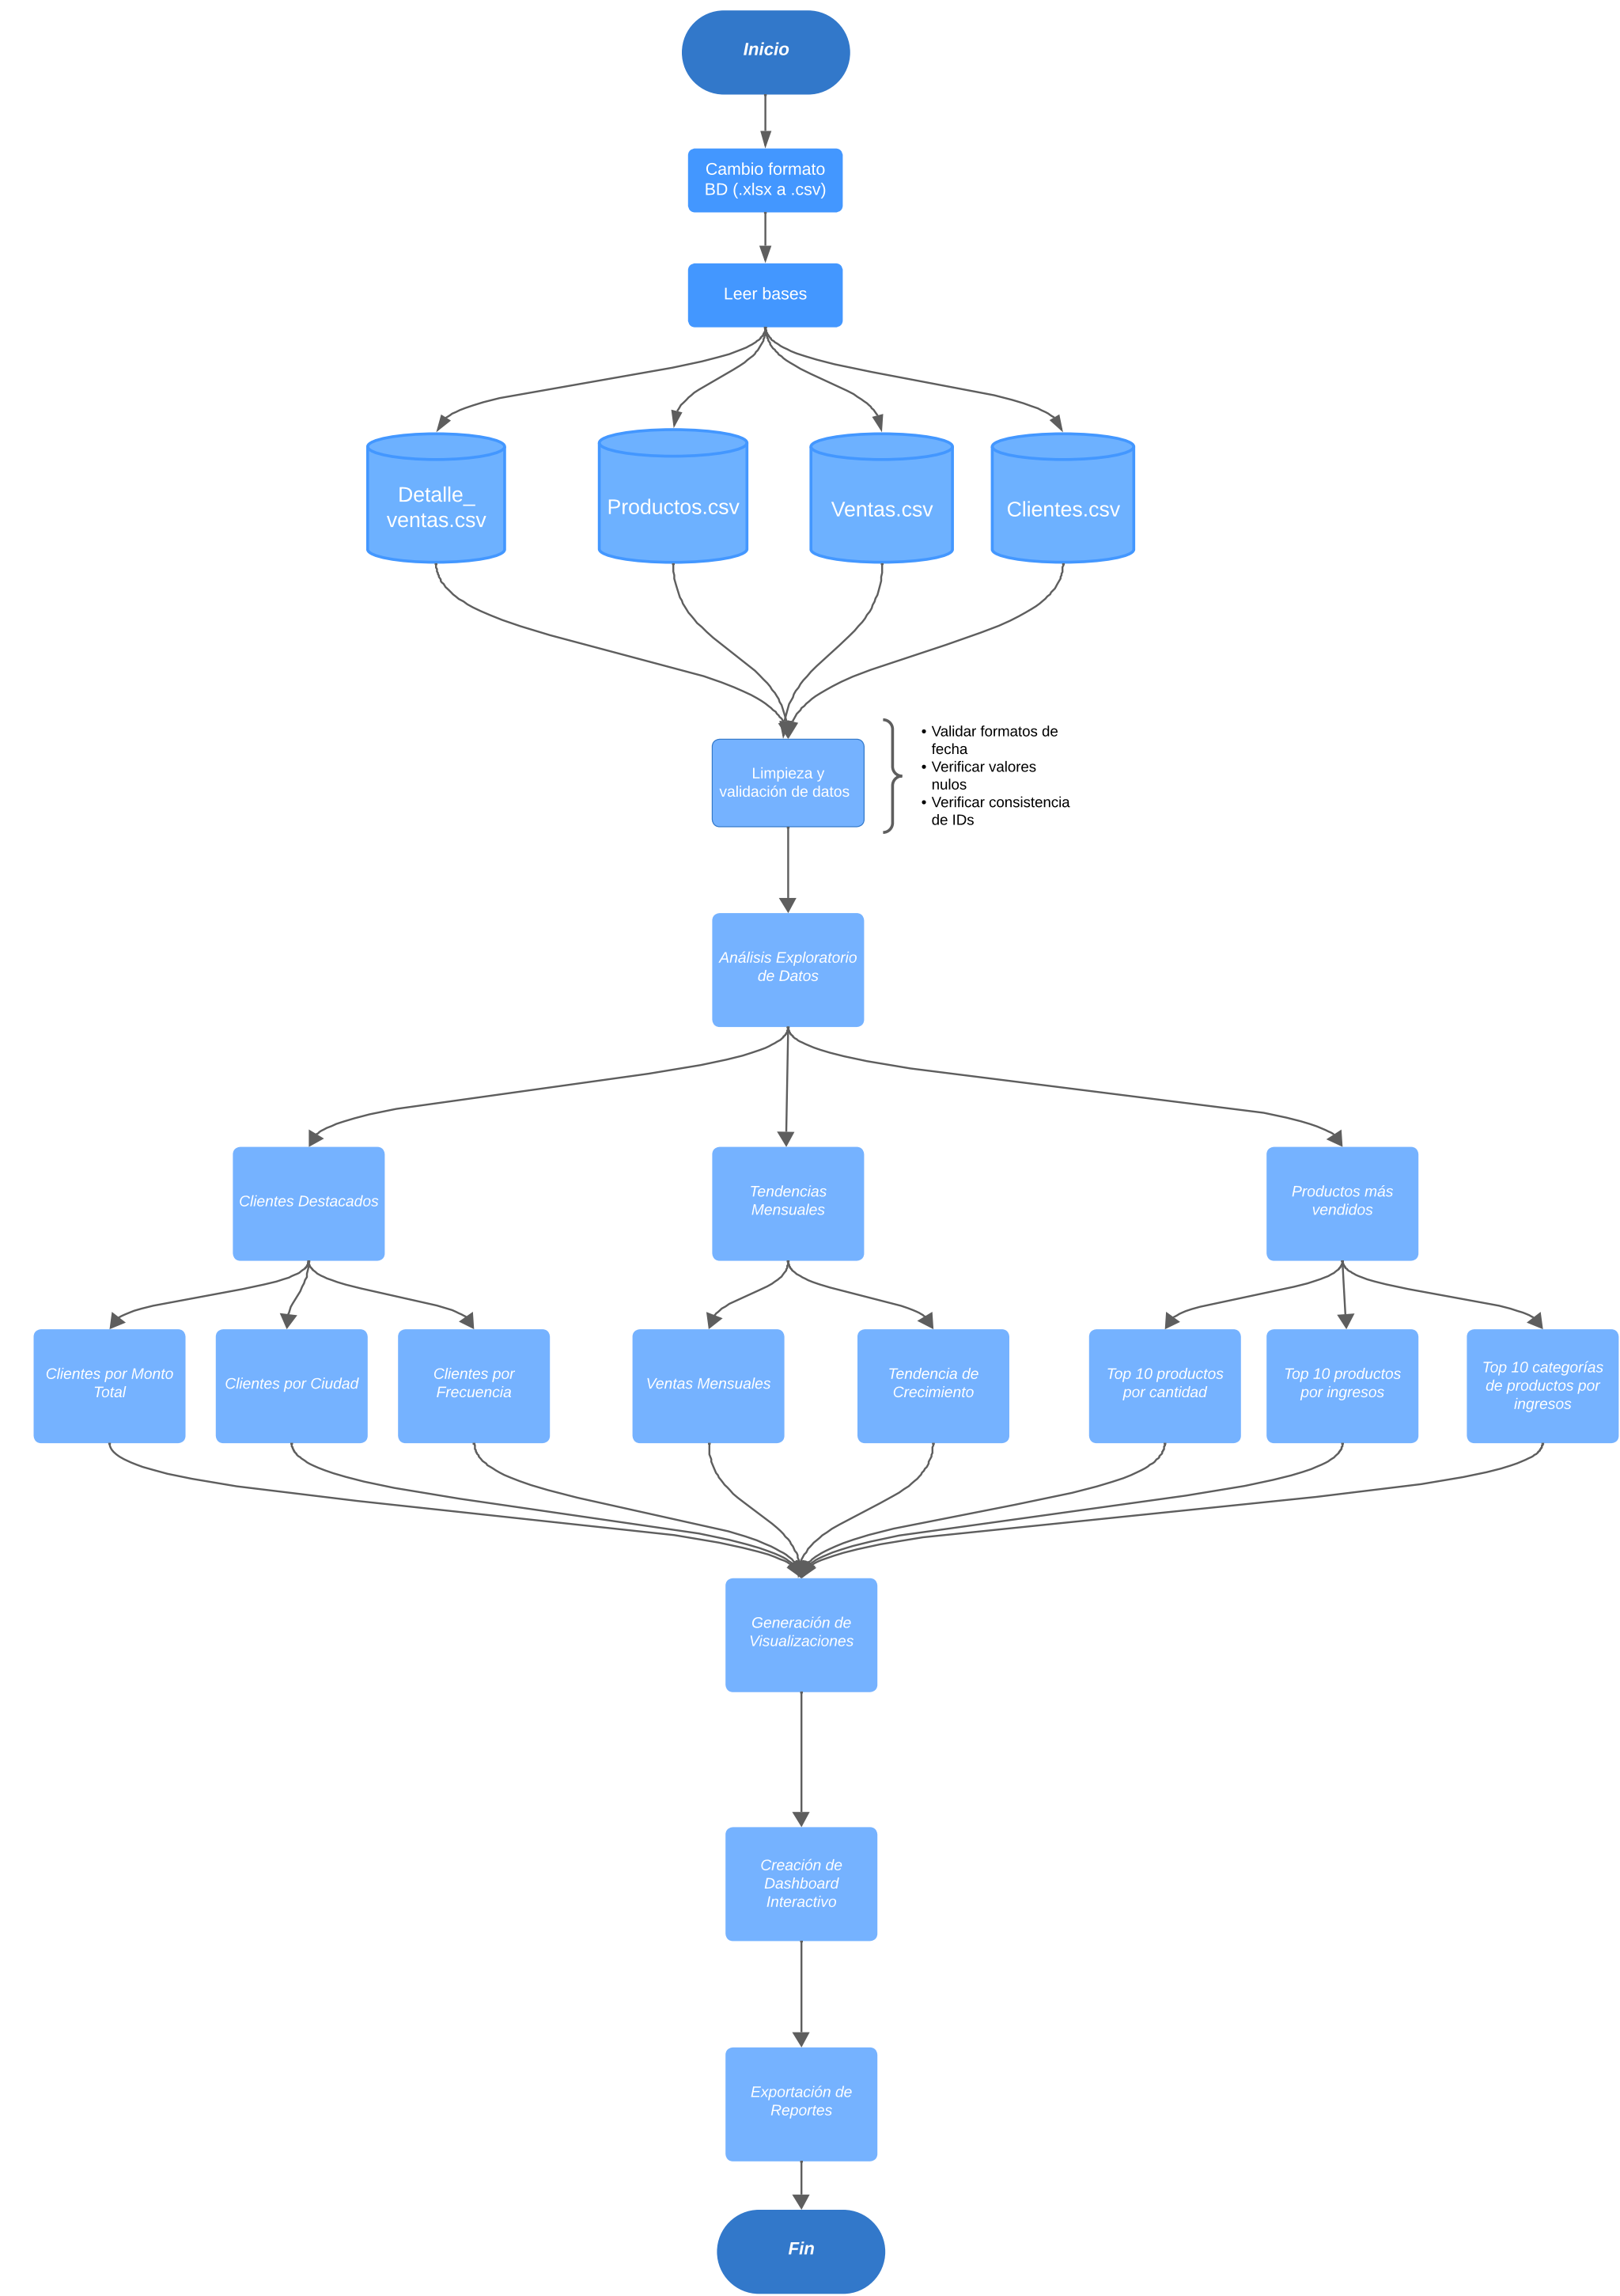 Inicio
Cambio formato
BD (.xlsx a .csv)
Leer bases
Detalle_
ventas.csv
Productos.csv
Ventas.csv
Clientes.csv
Limpieza y
validación de datos
• Validar formatos de
fecha
• Verificar valores
nulos
• Verificar consistencia
de IDs
Análisis Exploratorio
de Datos
Clientes Destacados
Tendencias
Mensuales
Productos más
vendidos
Clientes por Monto
Total
Clientes por Ciudad
Clientes por
Frecuencia
Ventas Mensuales
Tendencia de
Crecimiento
Top 10 productos
por cantidad
Top 10 productos
por ingresos
Top 10 categorías
de productos por
ingresos
Generación de
Visualizaciones
Creación de
Dashboard
Interactivo
Exportación de
Reportes
Fin